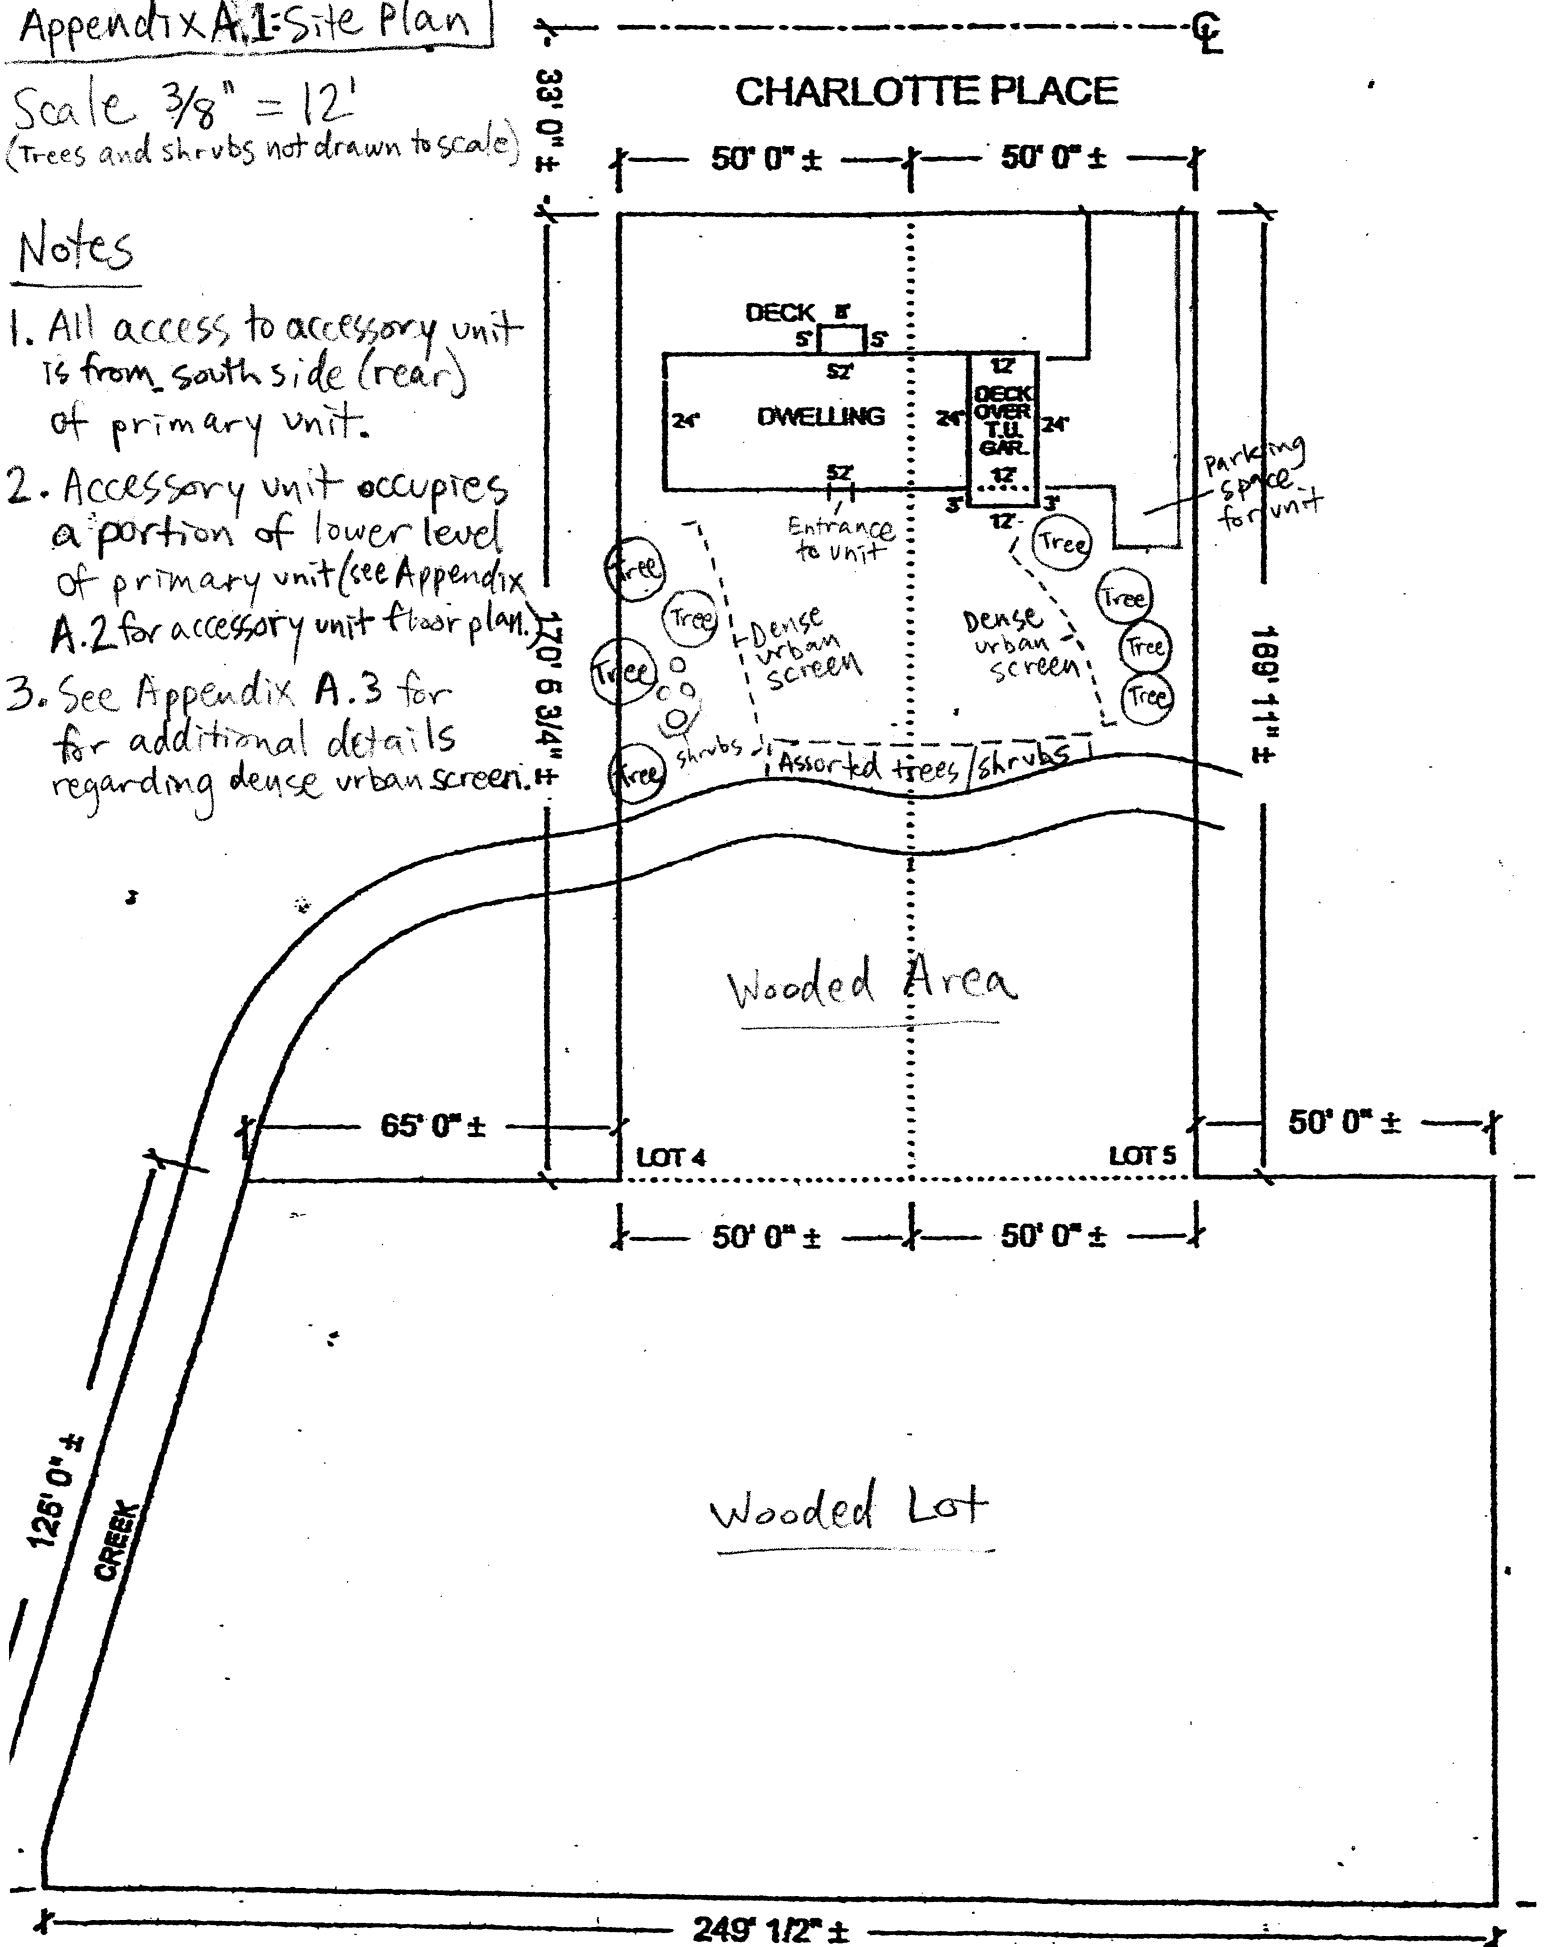 Appendix A.1: Site Plan
Scale 3/8" = 12'
(Trees and shrubs not drawn to scale)
Notes
1. All access to accessory unit
is from south side (rear)
of primary unit.
2. Accessory unit occupies
a portion of lower level
of primary unit (see Appendix
A.2 for accessory unit floor plan.)
3. See Appendix A.3 for
for additional details
regarding dense urban screen.
CL
33' 0" ±
CHARLOTTE PLACE
50' 0" ±
50' 0" ±
DECK
8'
5'
5'
52'
24'
DWELLING
52'
12'
DECK
OVER
T.U.
GAR.
24'
24'
12'
3'
3'
12'
Parking
space
for unit
Entrance
to unit
Tree
Tree
Tree
Tree
Tree
Tree
Tree
Tree
Dense
urban
screen
Dense
urban
screen
shrubs
Assorted trees/shrubs
170' 6 3/4" ±
169' 11" ±
Wooded Area
65' 0" ±
50' 0" ±
LOT 4
LOT 5
50' 0" ±
50' 0" ±
125' 0" ±
CREEK
Wooded Lot
249' 1/2" ±